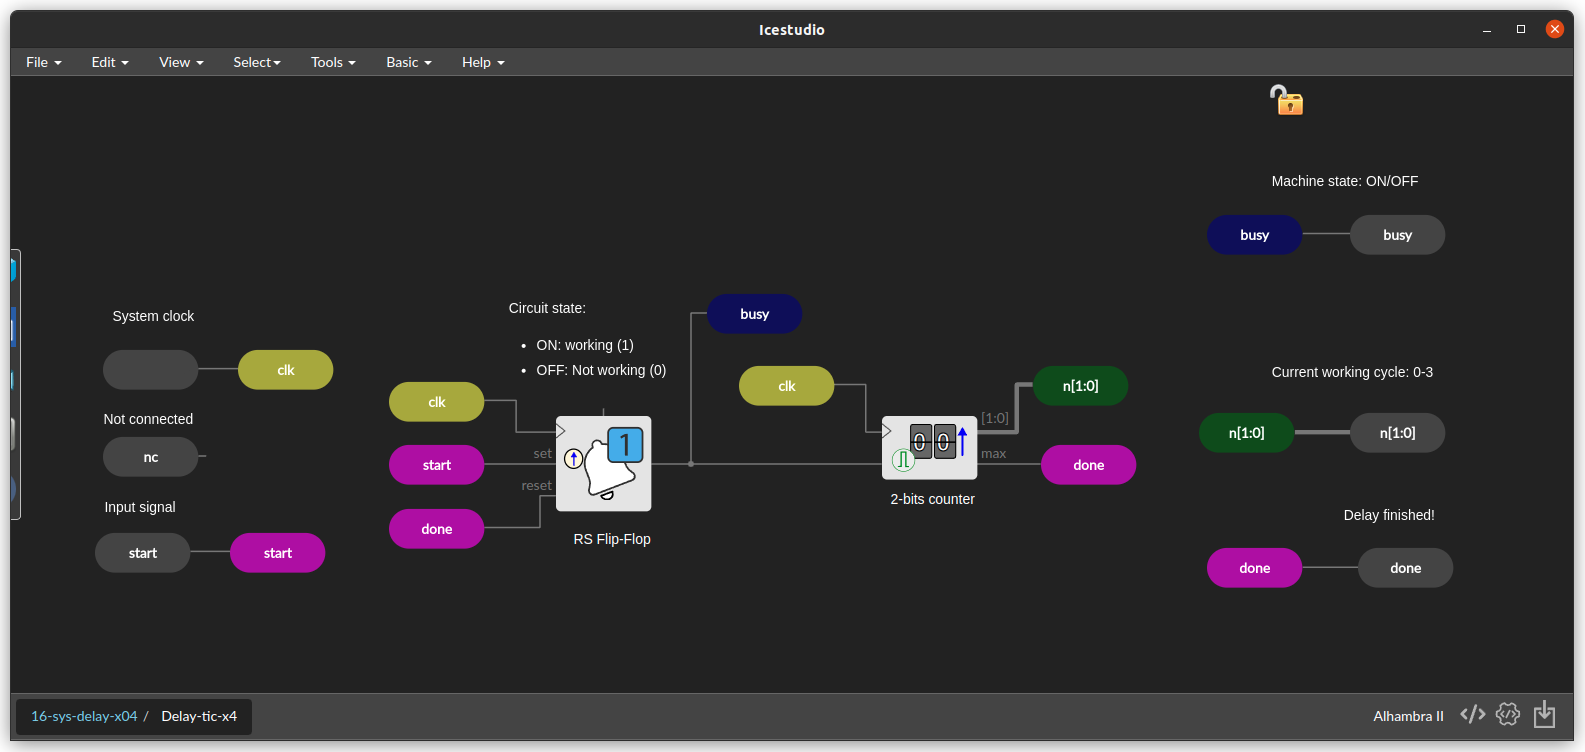 Icestudio
File Edit View Select Tools Basic Help
Machine state: ON/OFF
busy busy
System clock
clk
Not connected
nc
Input signal
start start
Circuit state:
• ON: working (1)
• OFF: Not working (0)
clk
start
done
set
reset
1
RS Flip-Flop
busy
clk
0 0
2-bits counter
[1:0]
max
n[1:0]
done
Current working cycle: 0-3
n[1:0] n[1:0]
Delay finished!
done done
16-sys-delay-x04 / Delay-tic-x4
Alhambra II